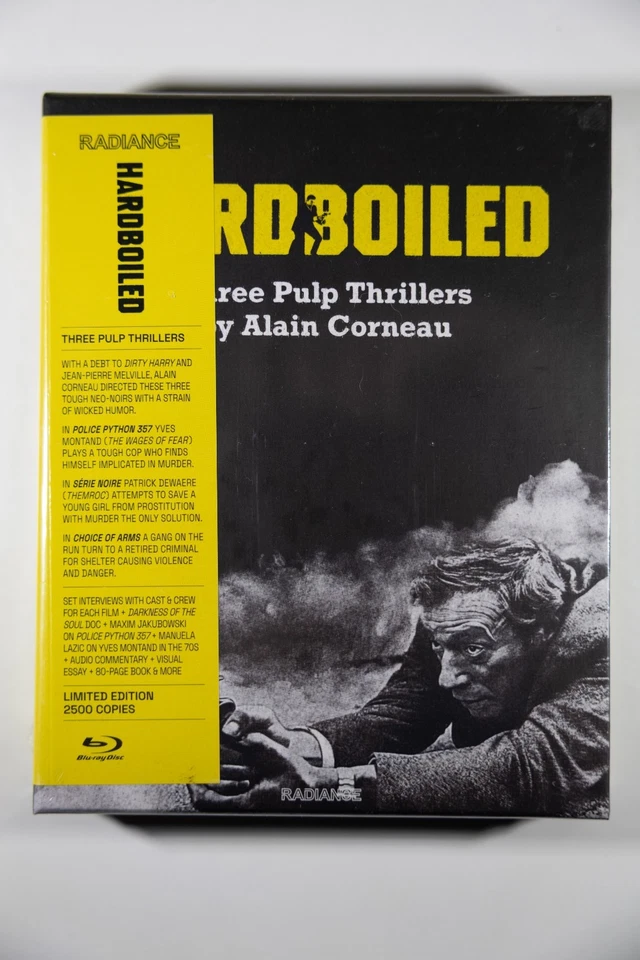 RADIANCE
HARDBOILED
THREE PULP THRILLERS
WITH A DEBT TO DIRTY HARRY AND
JEAN-PIERRE MELVILLE, ALAIN
CORNEAU DIRECTED THESE THREE
TOUGH NEO-NOIRS WITH A STRAIN
OF WICKED HUMOR.
IN POLICE PYTHON 357 YVES
MONTAND (THE WAGES OF FEAR)
PLAYS A TOUGH COP WHO FINDS
HIMSELF IMPLICATED IN MURDER.
IN SÉRIE NOIRE PATRICK DEWAERE
(THEMROC) ATTEMPTS TO SAVE A
YOUNG GIRL FROM PROSTITUTION
WITH MURDER THE ONLY SOLUTION.
IN CHOICE OF ARMS A GANG ON THE
RUN TURN TO A RETIRED CRIMINAL
FOR SHELTER CAUSING VIOLENCE
AND DANGER.
SET INTERVIEWS WITH CAST & CREW
FOR EACH FILM + DARKNESS OF THE
SOUL DOC + MAXIM JAKUBOWSKI
ON POLICE PYTHON 357 + MANUELA
LAZIC ON YVES MONTAND IN THE 70S
+ AUDIO COMMENTARY + VISUAL
ESSAY + 80-PAGE BOOK & MORE
LIMITED EDITION
2500 COPIES
Blu-ray Disc
RDBOILED
ree Pulp Thrillers
y Alain Corneau
RADIANCE